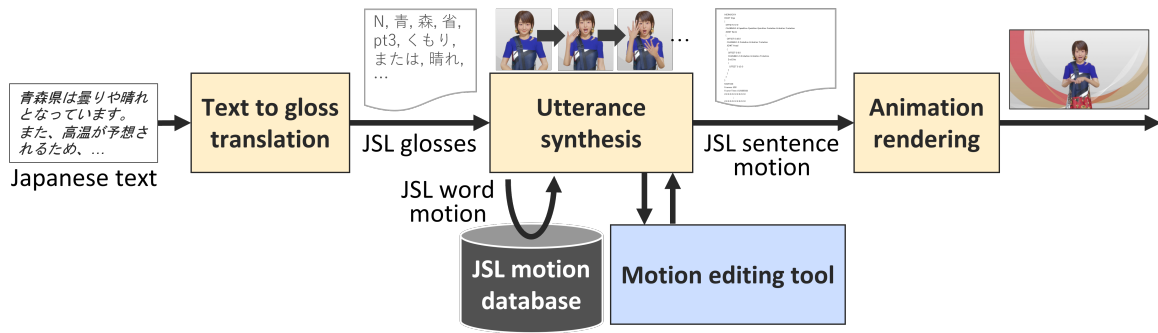 青森県は曇りや晴れ
となっています。
また、高温が予想さ
れるため、…
Japanese text
Text to gloss
translation
N, 青, 森, 省,
pt3, くもり,
または, 晴れ,
…
JSL glosses
…
Utterance
synthesis
JSL word
motion
JSL motion
database
Motion editing tool
JSL sentence
motion
Animation
rendering